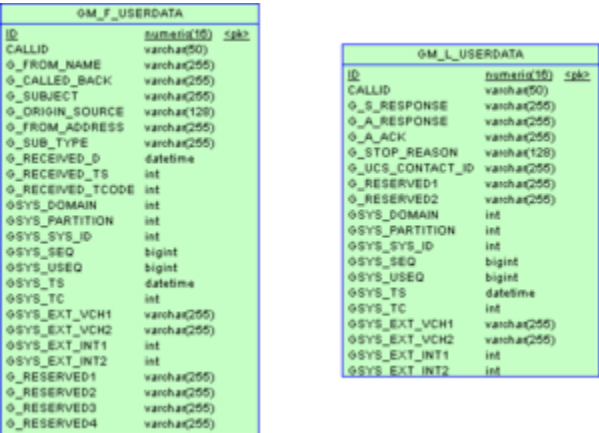 GM_F_USERDATA
ID numeric(16) <pk>
CALLID varchar(50)
G_FROM_NAME varchar(255)
G_CALLED_BACK varchar(255)
G_SUBJECT varchar(255)
G_ORIGIN_SOURCE varchar(128)
G_FROM_ADDRESS varchar(255)
G_SUB_TYPE varchar(255)
G_RECEIVED_D datetime
G_RECEIVED_TS int
G_RECEIVED_TCODE int
GSYS_DOMAIN int
GSYS_PARTITION int
GSYS_SYS_ID int
GSYS_SEQ bigint
GSYS_USEQ bigint
GSYS_TS datetime
GSYS_TC int
GSYS_EXT_VCH1 varchar(255)
GSYS_EXT_VCH2 varchar(255)
GSYS_EXT_INT1 int
GSYS_EXT_INT2 int
G_RESERVED1 varchar(255)
G_RESERVED2 varchar(255)
G_RESERVED3 varchar(255)
G_RESERVED4 varchar(255)
GM_L_USERDATA
ID numeric(16) <pk>
CALLID varchar(50)
G_S_RESPONSE varchar(255)
G_A_RESPONSE varchar(255)
G_A_ACK varchar(255)
G_STOP_REASON varchar(128)
G_UCS_CONTACT_ID varchar(255)
G_RESERVED1 varchar(255)
G_RESERVED2 varchar(255)
GSYS_DOMAIN int
GSYS_PARTITION int
GSYS_SYS_ID int
GSYS_SEQ bigint
GSYS_USEQ bigint
GSYS_TS datetime
GSYS_TC int
GSYS_EXT_VCH1 varchar(255)
GSYS_EXT_VCH2 varchar(255)
GSYS_EXT_INT1 int
GSYS_EXT_INT2 int